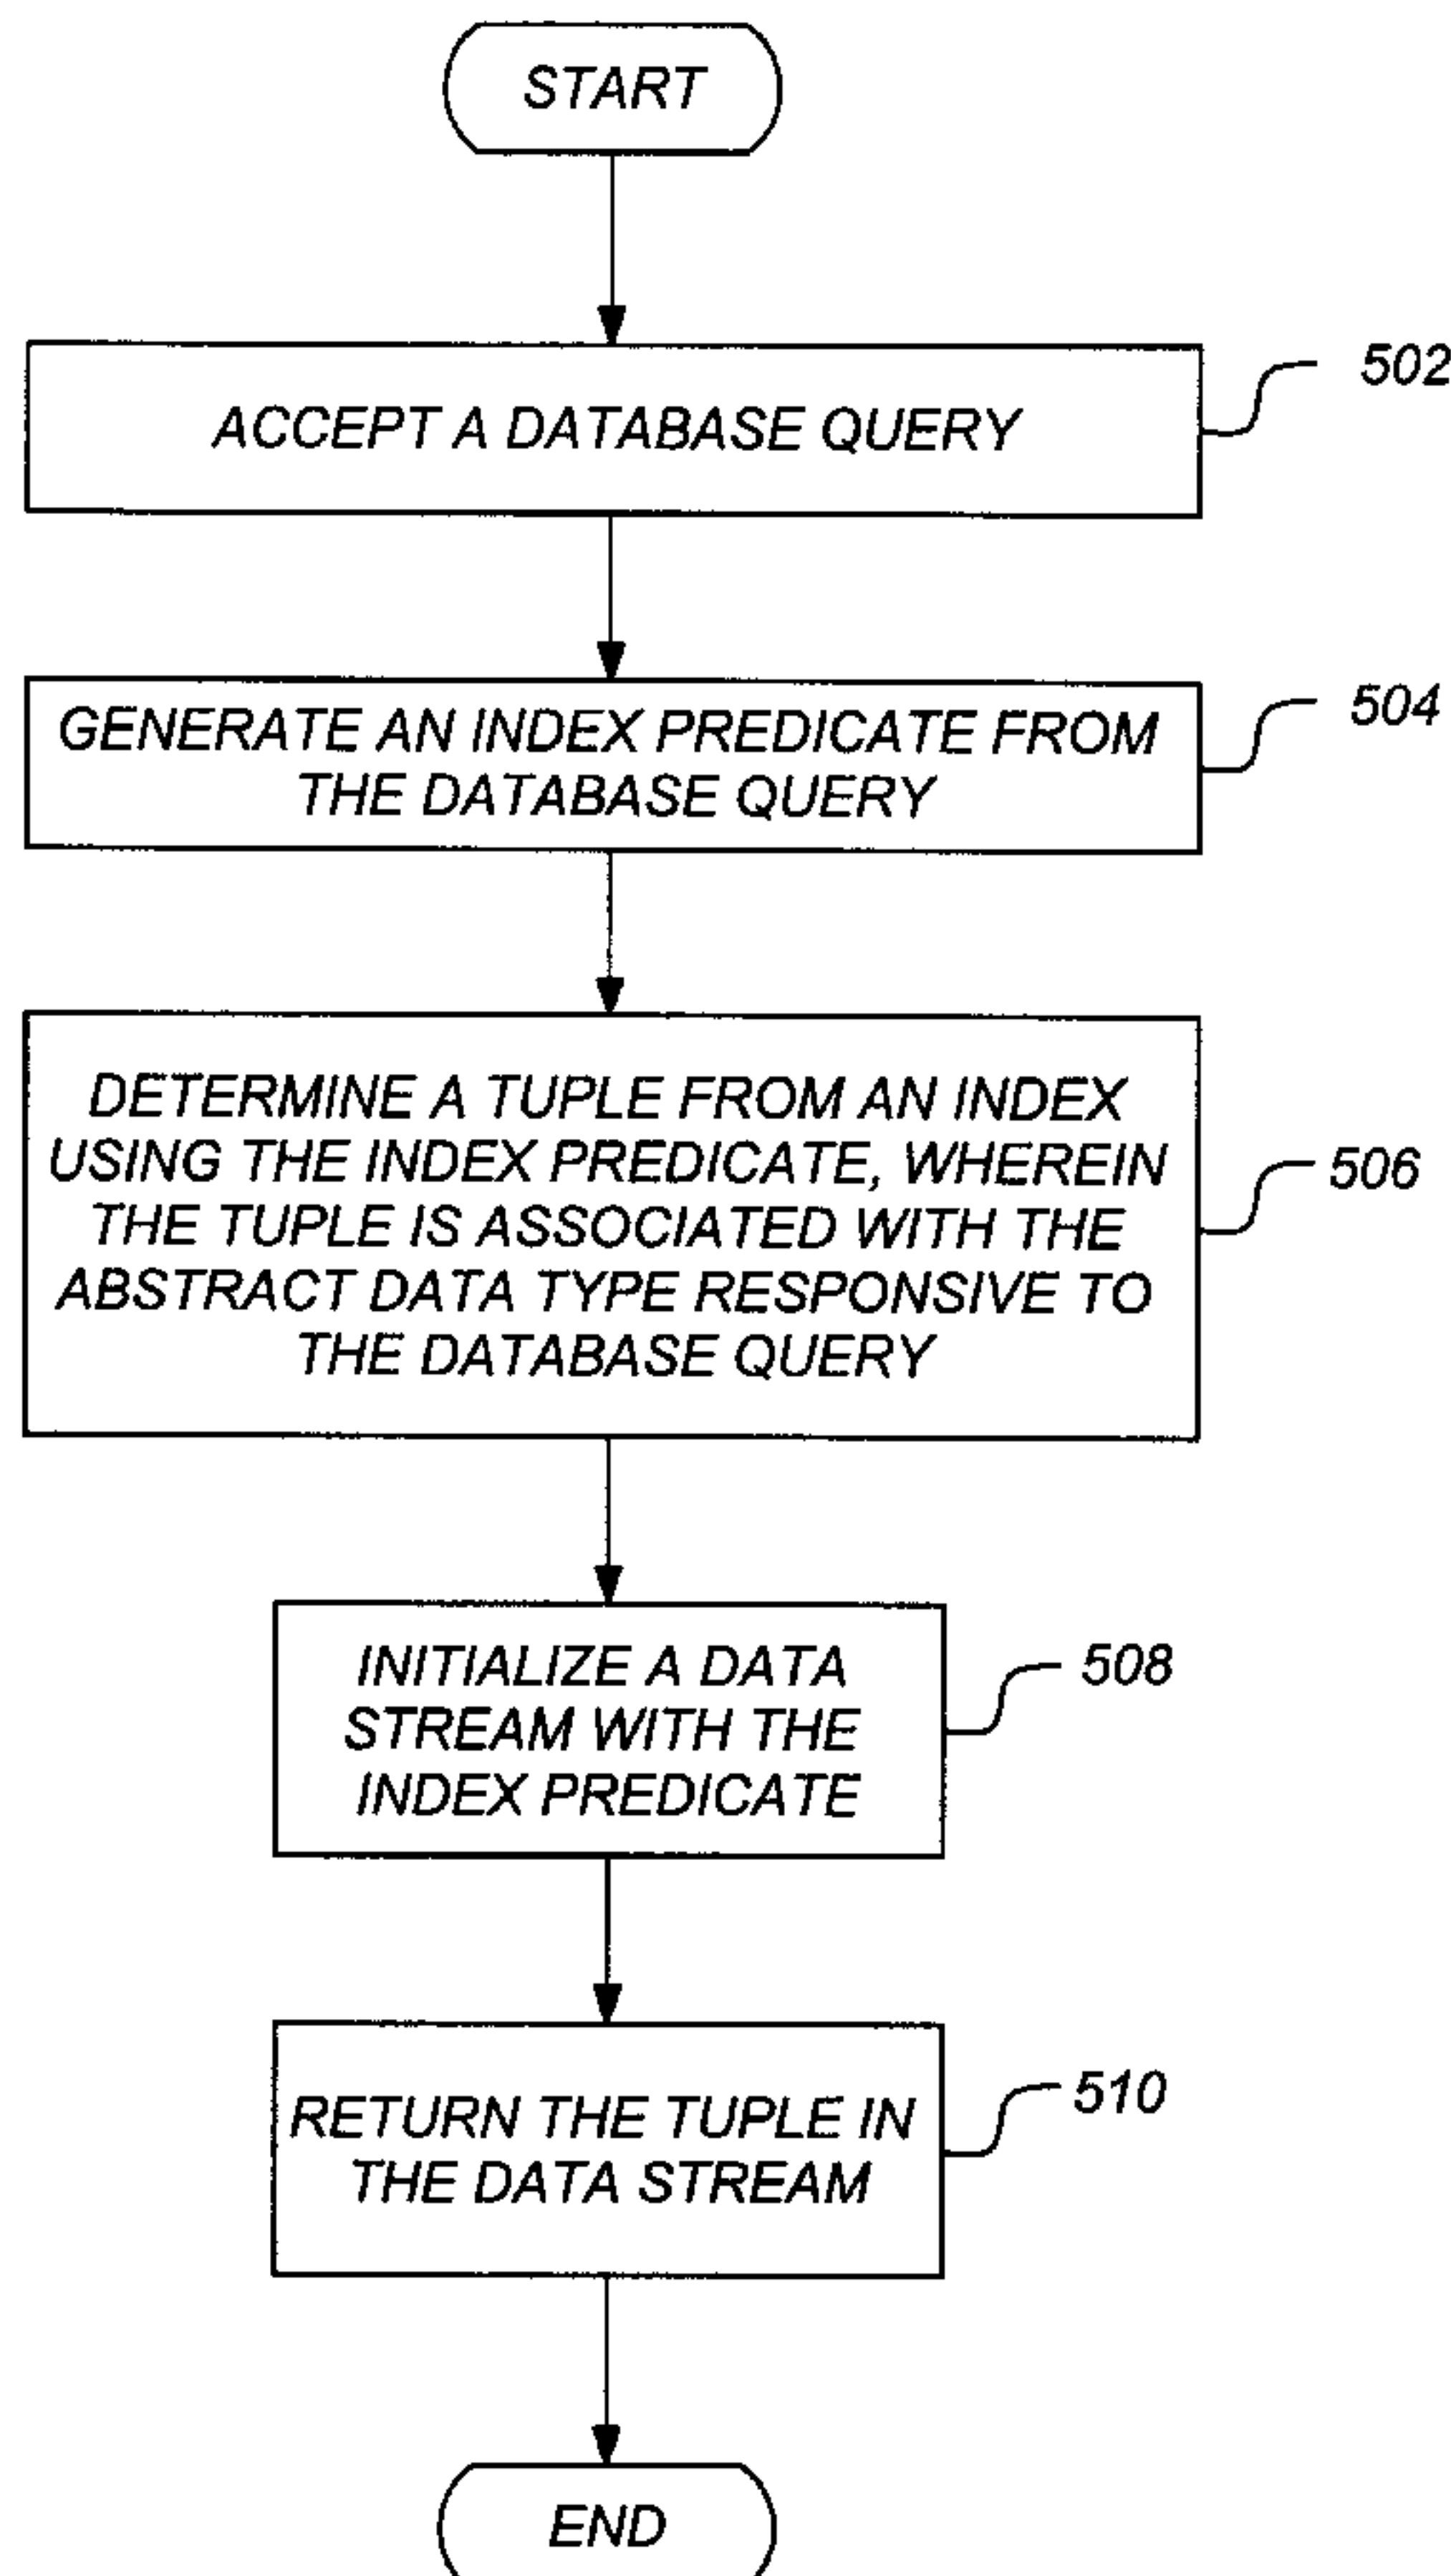 START
ACCEPT A DATABASE QUERY
502
GENERATE AN INDEX PREDICATE FROM
THE DATABASE QUERY
504
DETERMINE A TUPLE FROM AN INDEX
USING THE INDEX PREDICATE, WHEREIN
THE TUPLE IS ASSOCIATED WITH THE
ABSTRACT DATA TYPE RESPONSIVE TO
THE DATABASE QUERY
506
INITIALIZE A DATA
STREAM WITH THE
INDEX PREDICATE
508
RETURN THE TUPLE IN
THE DATA STREAM
510
END